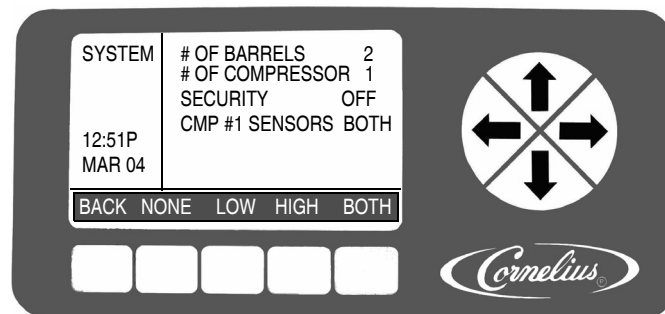 SYSTEM
# OF BARRELS 2
# OF COMPRESSOR 1
SECURITY OFF
CMP #1 SENSORS BOTH
12:51P
MAR 04
BACK NONE LOW HIGH BOTH
Cornelius®